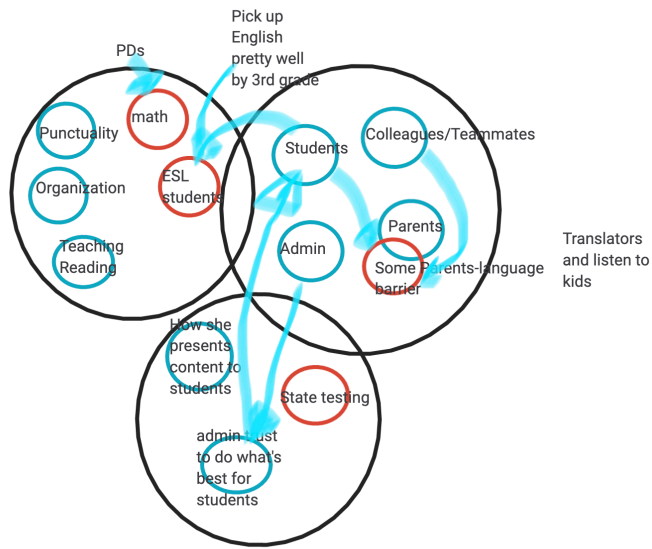 Pick up
English
pretty well
by 3rd grade
PDs
math
Punctuality
ESL
students
Organization
Teaching
Reading
Students
Colleagues/Teammates
Parents
Admin
Some Parents-language
barrier
Translators
and listen to
kids
How she
presents
content to
students
State testing
admin trust
to do what's
best for
students